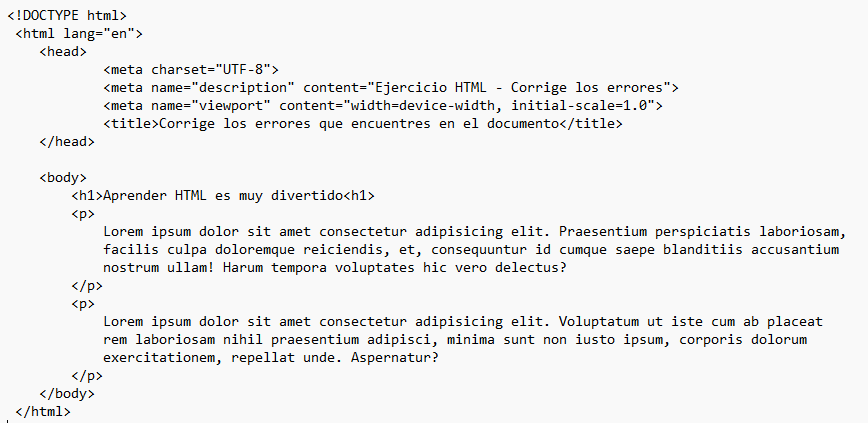 <!DOCTYPE html>
<html lang="en">
<head>
<meta charset="UTF-8">
<meta name="description" content="Ejercicio HTML - Corrige los errores">
<meta name="viewport" content="width=device-width, initial-scale=1.0">
<title>Corrige los errores que encuentres en el documento</title>
</head>
<body>
<h1>Aprender HTML es muy divertido<h1>
<p>
Lorem ipsum dolor sit amet consectetur adipisicing elit. Praesentium perspiciatis laboriosam,
facilis culpa doloremque reiciendis, et, consequuntur id cumque saepe blanditiis accusantium
nostrum ullam! Harum tempora voluptates hic vero delectus?
</p>
<p>
Lorem ipsum dolor sit amet consectetur adipisicing elit. Voluptatum ut iste cum ab placeat
rem laboriosam nihil praesentium adipisci, minima sunt non iusto ipsum, corporis dolorum
exercitationem, repellat unde. Aspernatur?
</p>
</body>
</html>